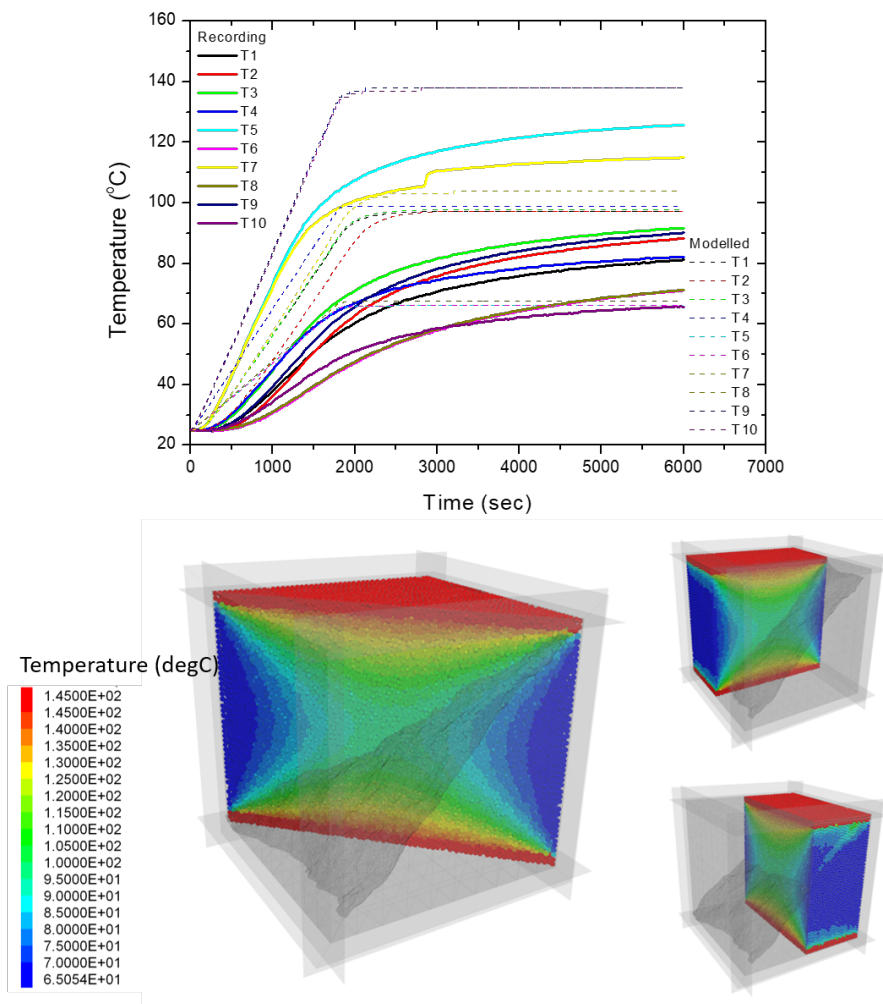 160
140
120
100
80
60
40
20
Temperature (°C)
Recording
T1
T2
T3
T4
T5
T6
T7
T8
T9
T10
Modelled
T1
T2
T3
T4
T5
T6
T7
T8
T9
T10
0 1000 2000 3000 4000 5000 6000 7000
Time (sec)
Temperature (degC)
1.4500E+02
1.4500E+02
1.4000E+02
1.3500E+02
1.3000E+02
1.2500E+02
1.2000E+02
1.1500E+02
1.1000E+02
1.0500E+02
1.0000E+02
9.5000E+01
9.0000E+01
8.5000E+01
8.0000E+01
7.5000E+01
7.0000E+01
6.5054E+01